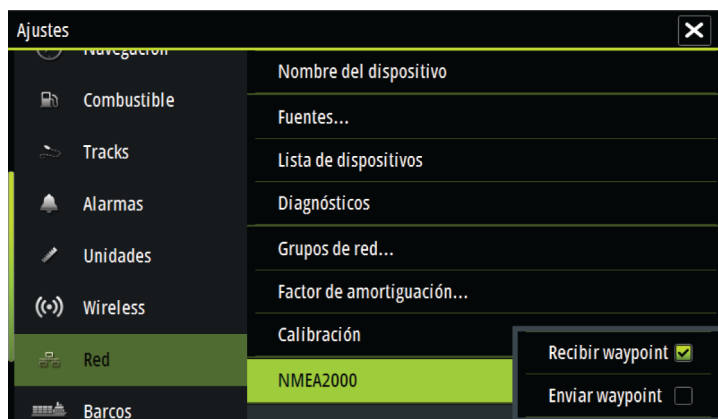 Ajustes
Navegación
Combustible
Tracks
Alarmas
Unidades
Wireless
Red
Barcos
Nombre del dispositivo
Fuentes...
Lista de dispositivos
Diagnósticos
Grupos de red...
Factor de amortiguación...
Calibración
NMEA2000
Recibir waypoint
Enviar waypoint